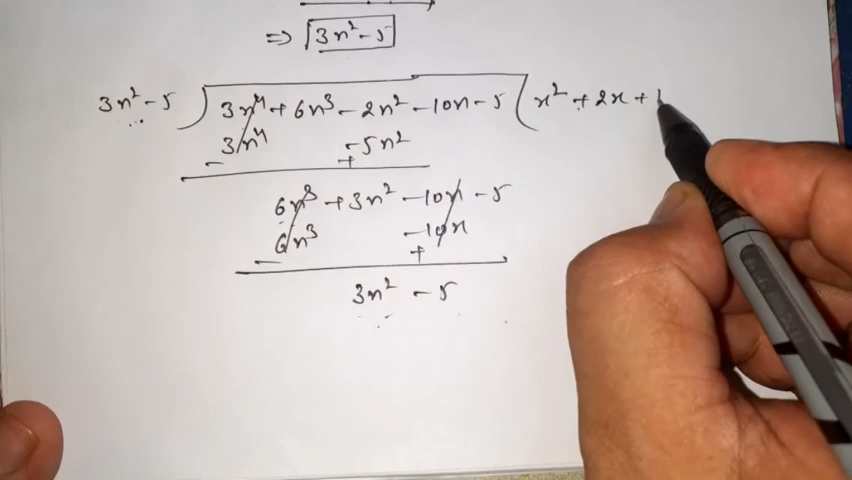 ⇒ 3x² - 5
3x² - 5 ) 3x⁴ + 6x³ - 2x² - 10x - 5 ( x² + 2x + 1
3x⁴ - 5x²
- +
6x³ + 3x² - 10x - 5
6x³ - 10x
- +
3x² - 5